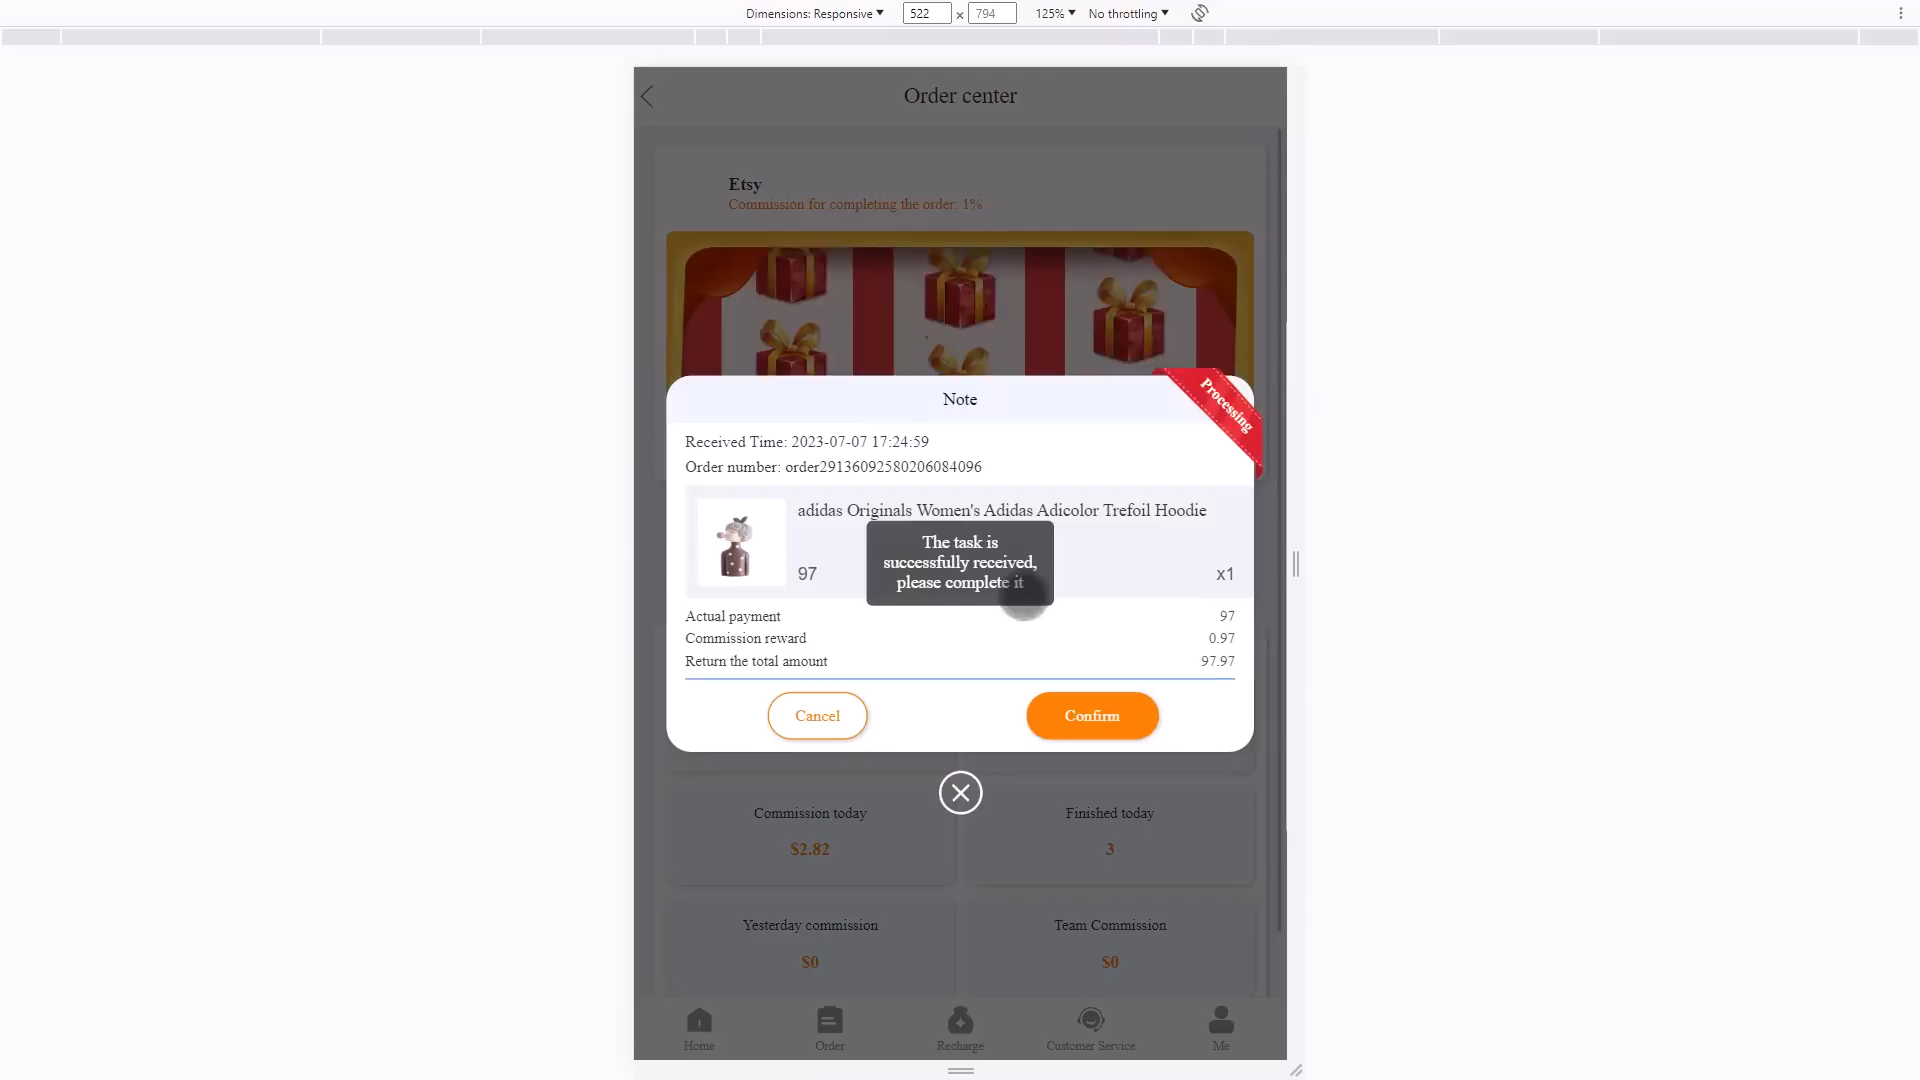 Dimensions: Responsive
522
x
794
125%
No throttling
Order center
Etsy
Commission for completing the order: 1%
Note
Processing
Received Time: 2023-07-07 17:24:59
Order number: order29136092580206084096
adidas Originals Women's Adidas Adicolor Trefoil Hoodie
97
x1
The task is
successfully received,
please complete it
Actual payment 97
Commission reward 0.97
Return the total amount 97.97
Cancel
Confirm
Commission today
$2.82
Finished today
3
Yesterday commission
$0
Team Commission
$0
Home
Order
Recharge
Customer Service
Me